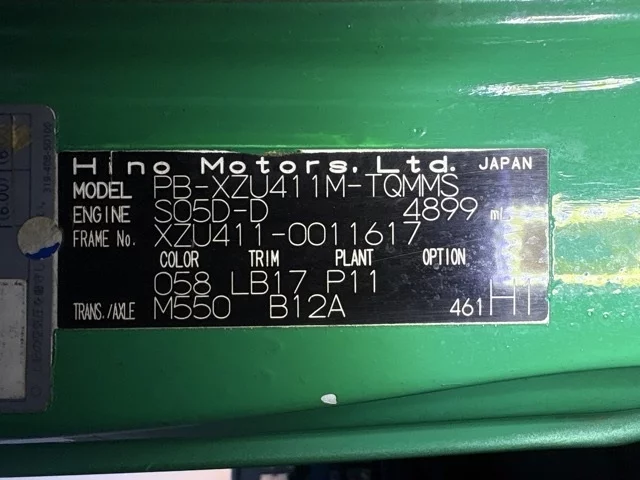 Hino Motors, Ltd. JAPAN
MODEL PB-XZU411M-TQMMS
ENGINE S05D-D 4899 mL
FRAME No. XZU411-0011617
COLOR TRIM PLANT OPTION
058 LB17 P11
TRANS./AXLE M550 B12A 461 H1